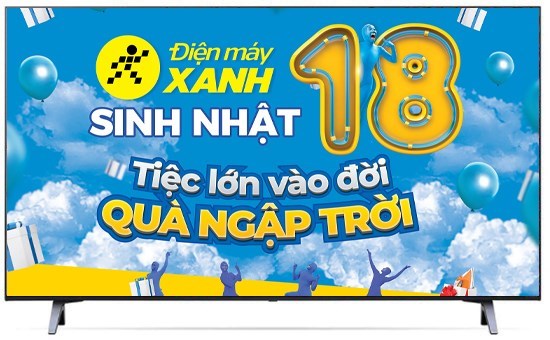 Điện máy
XANH
SINH NHẬT
18
Tiệc lớn vào đời
QUÀ NGẬP TRỜI